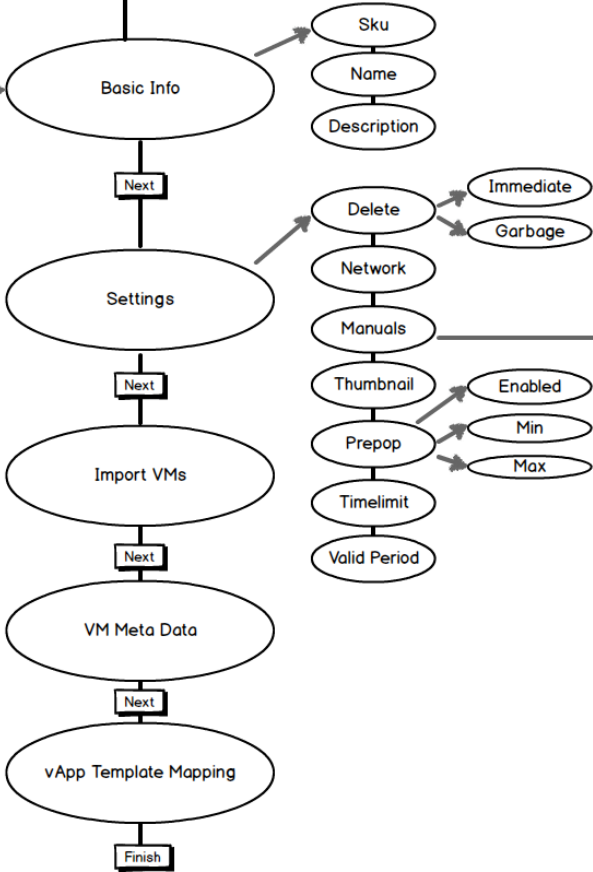 Basic Info
Sku
Name
Description
Next
Settings
Delete
Immediate
Garbage
Network
Manuals
Thumbnail
Prepop
Enabled
Min
Max
Timelimit
Valid Period
Next
Import VMs
Next
VM Meta Data
Next
vApp Template Mapping
Finish